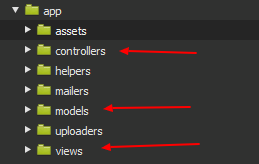 app
assets
controllers
helpers
mailers
models
uploaders
views